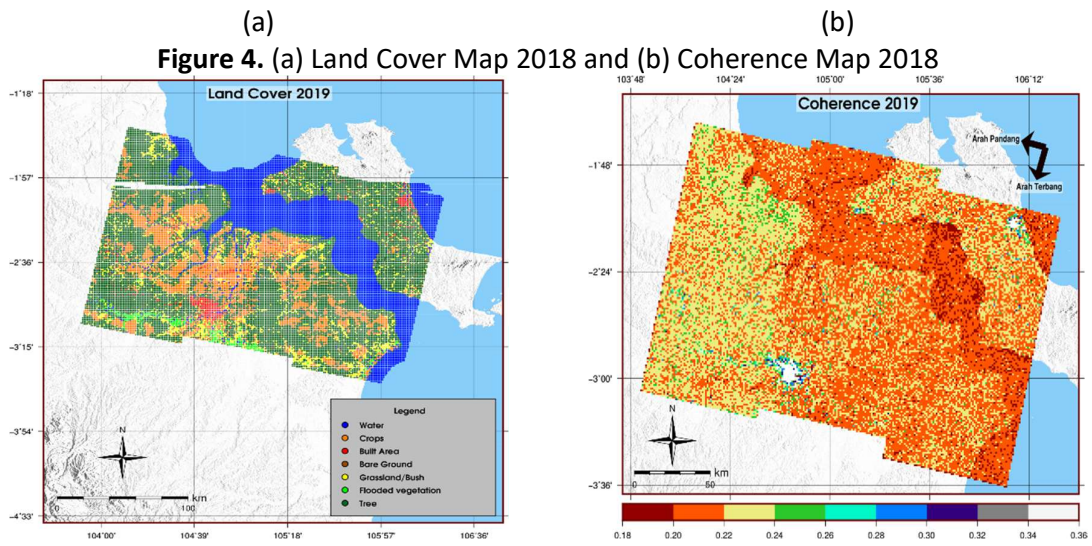 (a) (b)
Figure 4. (a) Land Cover Map 2018 and (b) Coherence Map 2018
Land Cover 2019
−1°18'
−1°57'
−2°36'
−3°15'
−3°54'
−4°33'
104°00'
104°39'
105°18'
105°57'
106°36'
Legend
Water
Crops
Built Area
Bare Ground
Grassland/Bush
Flooded vegetation
Tree
N
km
0 100
103°48'
104°24'
105°00'
105°36'
106°12'
Coherence 2019
Arah Pandang
Arah Terbang
−1°48'
−2°24'
−3°00'
−3°36'
N
km
0 50
0.18 0.20 0.22 0.24 0.26 0.28 0.30 0.32 0.34 0.36